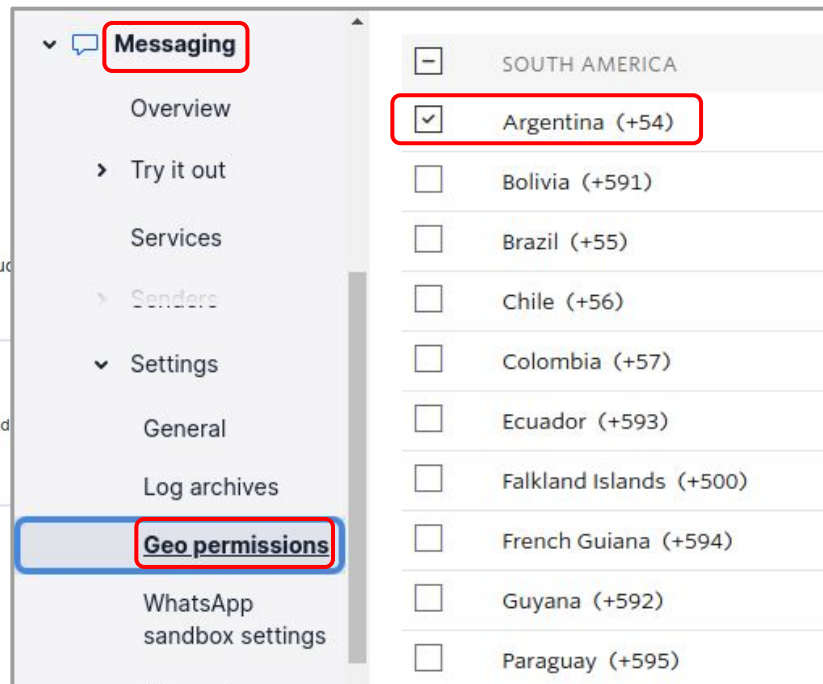 Messaging
Overview
Try it out
Services
Senders
Settings
General
Log archives
Geo permissions
WhatsApp
sandbox settings
SOUTH AMERICA
Argentina (+54)
Bolivia (+591)
Brazil (+55)
Chile (+56)
Colombia (+57)
Ecuador (+593)
Falkland Islands (+500)
French Guiana (+594)
Guyana (+592)
Paraguay (+595)